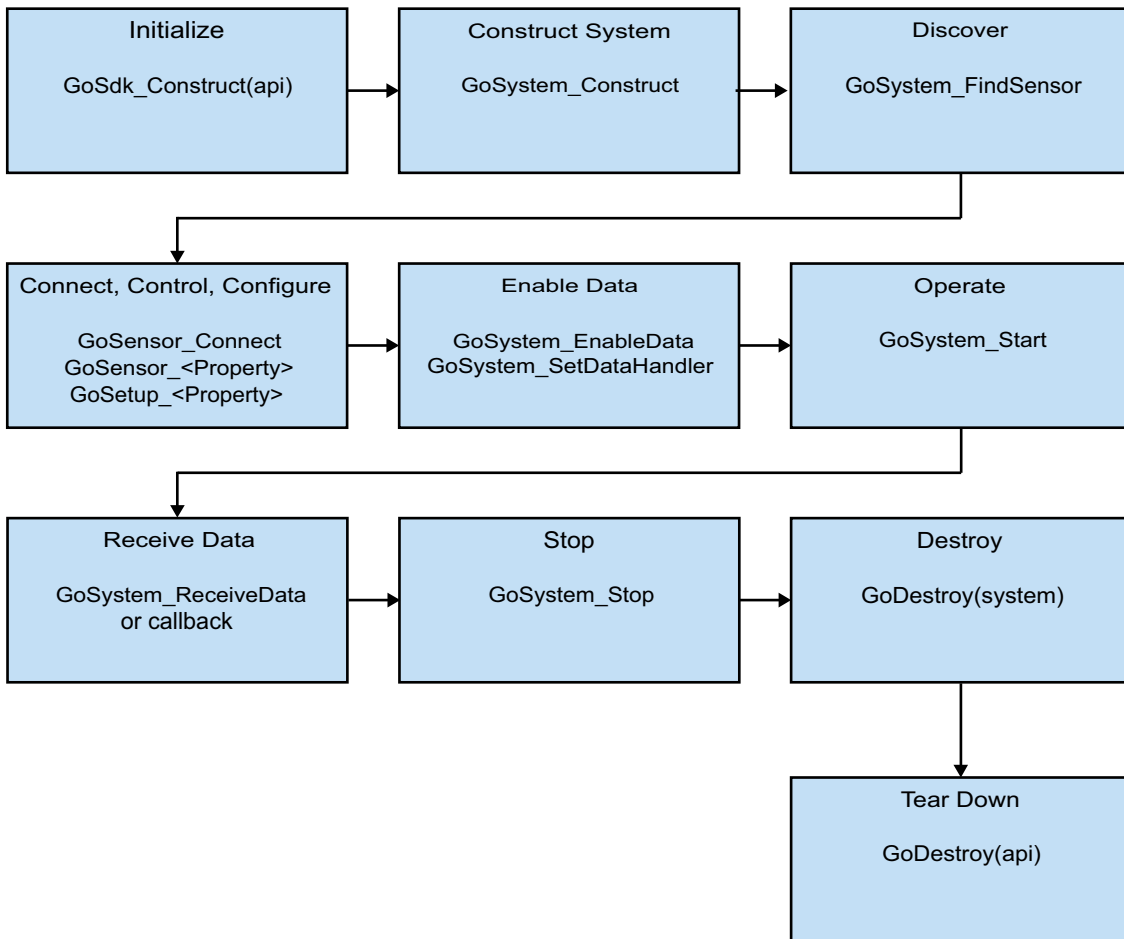 Initialize
GoSdk_Construct(api)
Construct System
GoSystem_Construct
Discover
GoSystem_FindSensor
Connect, Control, Configure
GoSensor_Connect
GoSensor_<Property>
GoSetup_<Property>
Enable Data
GoSystem_EnableData
GoSystem_SetDataHandler
Operate
GoSystem_Start
Receive Data
GoSystem_ReceiveData
or callback
Stop
GoSystem_Stop
Destroy
GoDestroy(system)
Tear Down
GoDestroy(api)